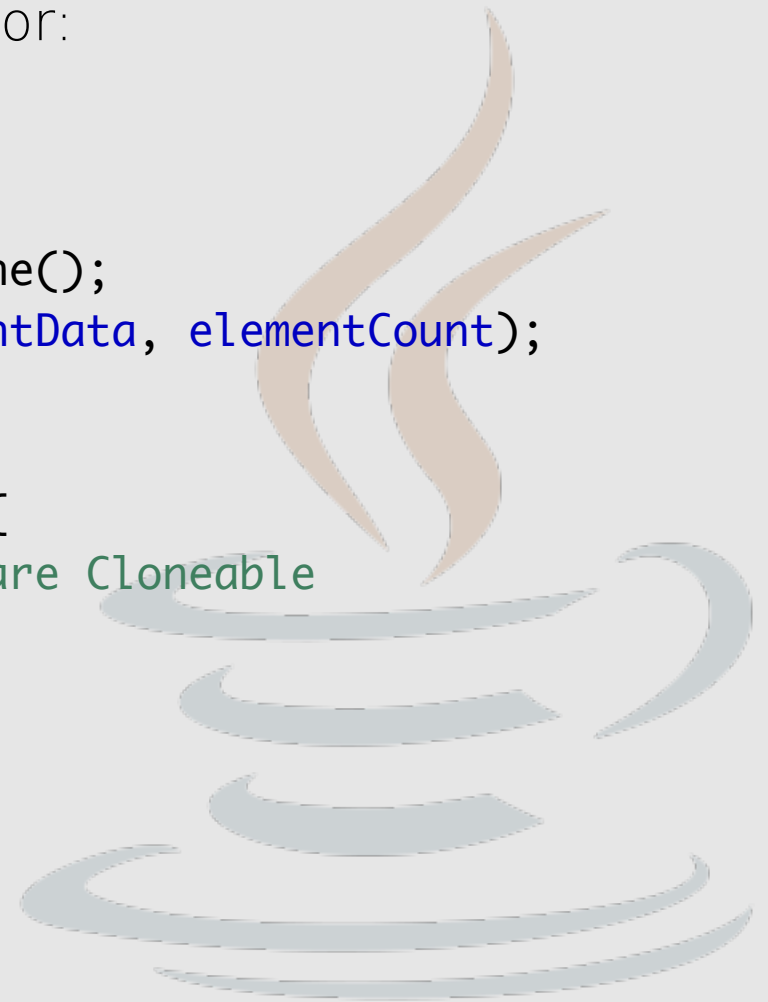 or:
ne();
ntData, elementCount);
{
are Cloneable